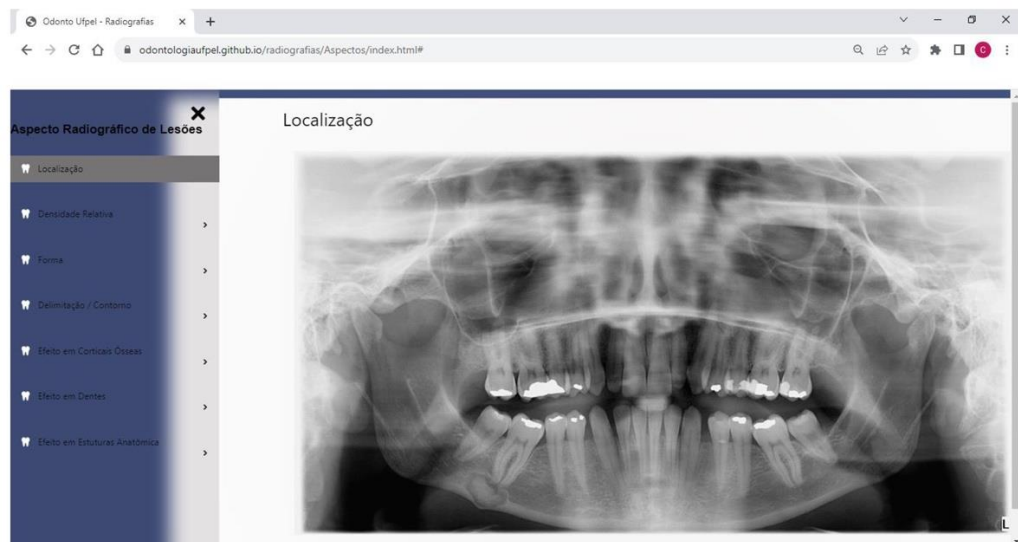 Odonto Ufpel - Radiografias
odontologiaufpel.github.io/radiografias/Aspectos/index.html#
C
Aspecto Radiográfico de Lesões
Localização
Densidade Relativa
Forma
Delimitação / Contorno
Efeito em Corticais Ósseas
Efeito em Dentes
Efeito em Estuturas Anatômica
Localização
L